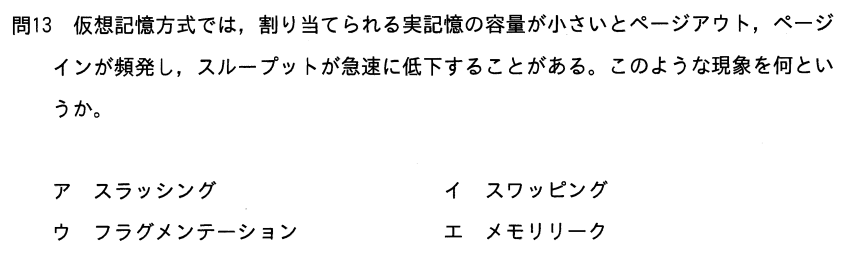 問13 仮想記憶方式では，割り当てられる実記憶の容量が小さいとページアウト，ページ
インが頻発し，スループットが急速に低下することがある。このような現象を何とい
うか。
ア スラッシング イ スワッピング
ウ フラグメンテーション エ メモリリーク